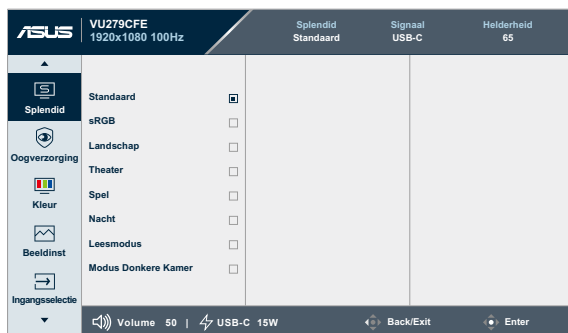 ASUS
VU279CFE
1920x1080 100Hz
Splendid
Standaard
Signaal
USB-C
Helderheid
65
Splendid
Oogverzorging
Kleur
Beeldinst
Ingangsselectie
Standaard
sRGB
Landschap
Theater
Spel
Nacht
Leesmodus
Modus Donkere Kamer
Volume 50 | USB-C 15W
Back/Exit
Enter